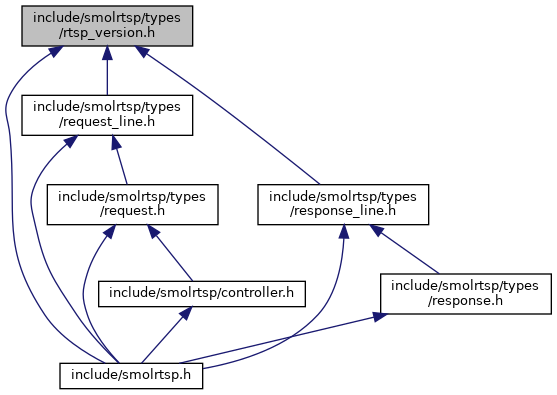 include/smolrtsp/types
/rtsp_version.h
include/smolrtsp/types
/request_line.h
include/smolrtsp/types
/request.h
include/smolrtsp/types
/response_line.h
include/smolrtsp/controller.h
include/smolrtsp/types
/response.h
include/smolrtsp.h